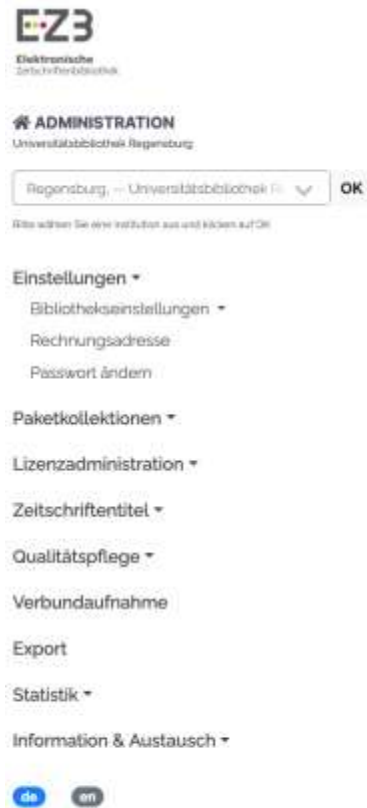 EZB
Elektronische
Zeitschriftenbibliothek
ADMINISTRATION
Universitätsbibliothek Regensburg
Regensburg, -- Universitätsbibliothek R
OK
Bitte wählen Sie eine Institution aus und klicken auf OK
Einstellungen
Bibliothekseinstellungen
Rechnungsadresse
Passwort ändern
Paketkollektionen
Lizenzadministration
Zeitschriftentitel
Qualitätspflege
Verbundaufnahme
Export
Statistik
Information & Austausch
de en